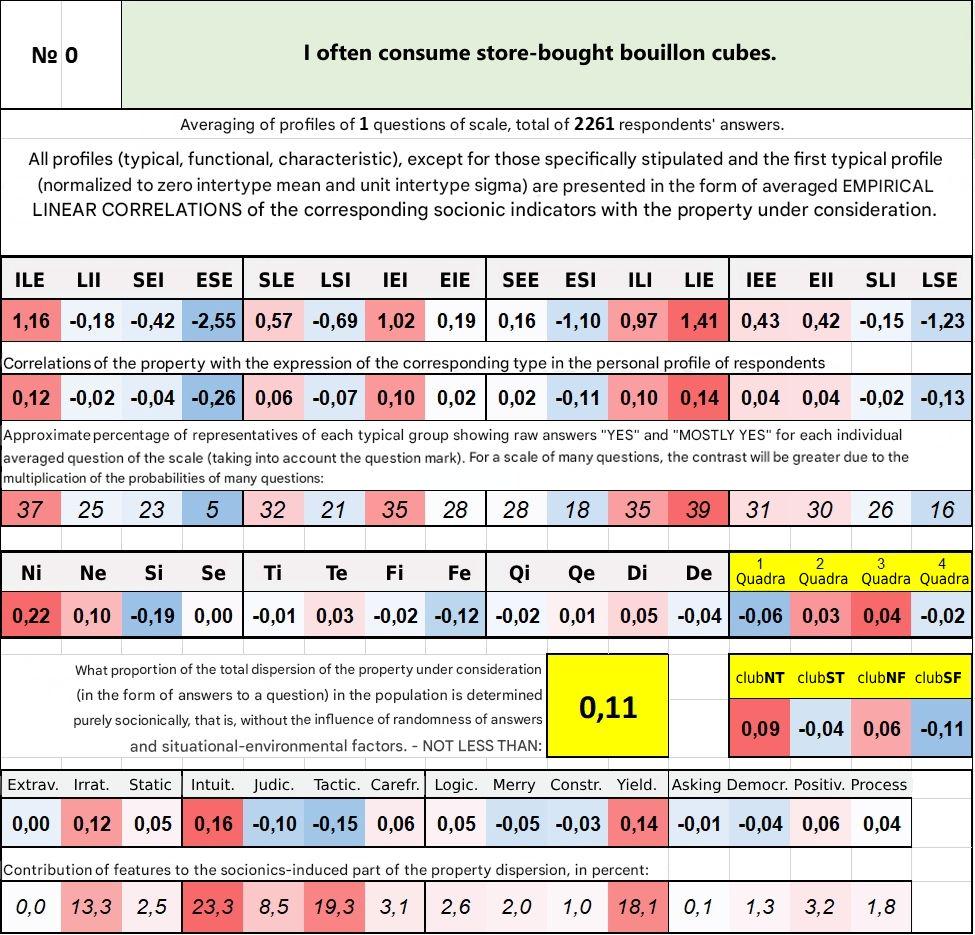 № 0
I often consume store-bought bouillon cubes.
Averaging of profiles of 1 questions of scale, total of 2261 respondents' answers.
All profiles (typical, functional, characteristic), except for those specifically stipulated and the first typical profile
(normalized to zero intertype mean and unit intertype sigma) are presented in the form of averaged EMPIRICAL
LINEAR CORRELATIONS of the corresponding socionic indicators with the property under consideration.
ILE LII SEI ESE SLE LSI IEI EIE SEE ESI ILI LIE IEE EII SLI LSE
1,16 -0,18 -0,42 -2,55 0,57 -0,69 1,02 0,19 0,16 -1,10 0,97 1,41 0,43 0,42 -0,15 -1,23
Correlations of the property with the expression of the corresponding type in the personal profile of respondents
0,12 -0,02 -0,04 -0,26 0,06 -0,07 0,10 0,02 0,02 -0,11 0,10 0,14 0,04 0,04 -0,02 -0,13
Approximate percentage of representatives of each typical group showing raw answers "YES" and "MOSTLY YES" for each individual
averaged question of the scale (taking into account the question mark). For a scale of many questions, the contrast will be greater due to the
multiplication of the probabilities of many questions:
37 25 23 5 32 21 35 28 28 18 35 39 31 30 26 16
Ni Ne Si Se Ti Te Fi Fe Qi Qe Di De 1 Quadra 2 Quadra 3 Quadra 4 Quadra
0,22 0,10 -0,19 0,00 -0,01 0,03 -0,02 -0,12 -0,02 0,01 0,05 -0,04 -0,06 0,03 0,04 -0,02
What proportion of the total dispersion of the property under consideration
(in the form of answers to a question) in the population is determined
purely socionically, that is, without the influence of randomness of answers
and situational-environmental factors. - NOT LESS THAN:
0,11
clubNT clubST clubNF clubSF
0,09 -0,04 0,06 -0,11
Extrav. Irrat. Static Intuit. Judic. Tactic. Carefr. Logic. Merry Constr. Yield. Asking Democr. Positiv. Process
0,00 0,12 0,05 0,16 -0,10 -0,15 0,06 0,05 -0,05 -0,03 0,14 -0,01 -0,04 0,06 0,04
Contribution of features to the socionics-induced part of the property dispersion, in percent:
0,0 13,3 2,5 23,3 8,5 19,3 3,1 2,6 2,0 1,0 18,1 0,1 1,3 3,2 1,8